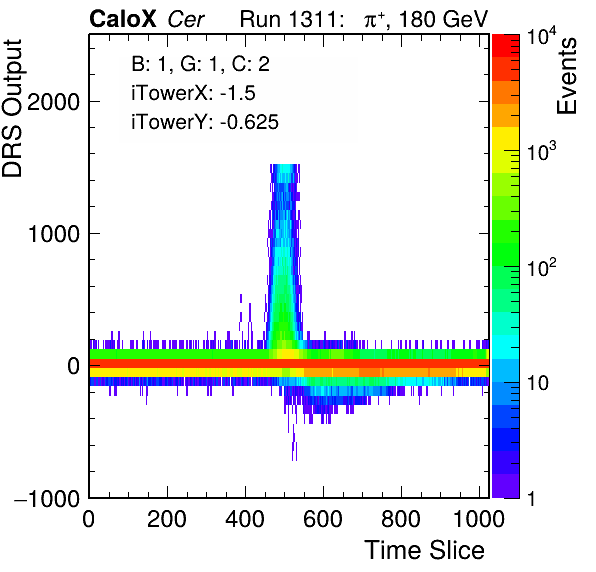 CaloX Cer Run 1311: π⁺, 180 GeV
B: 1, G: 1, C: 2
iTowerX: -1.5
iTowerY: -0.625
DRS Output
2000
1000
0
−1000
0 200 400 600 800 1000
Time Slice
Events
10⁴
10³
10²
10
1